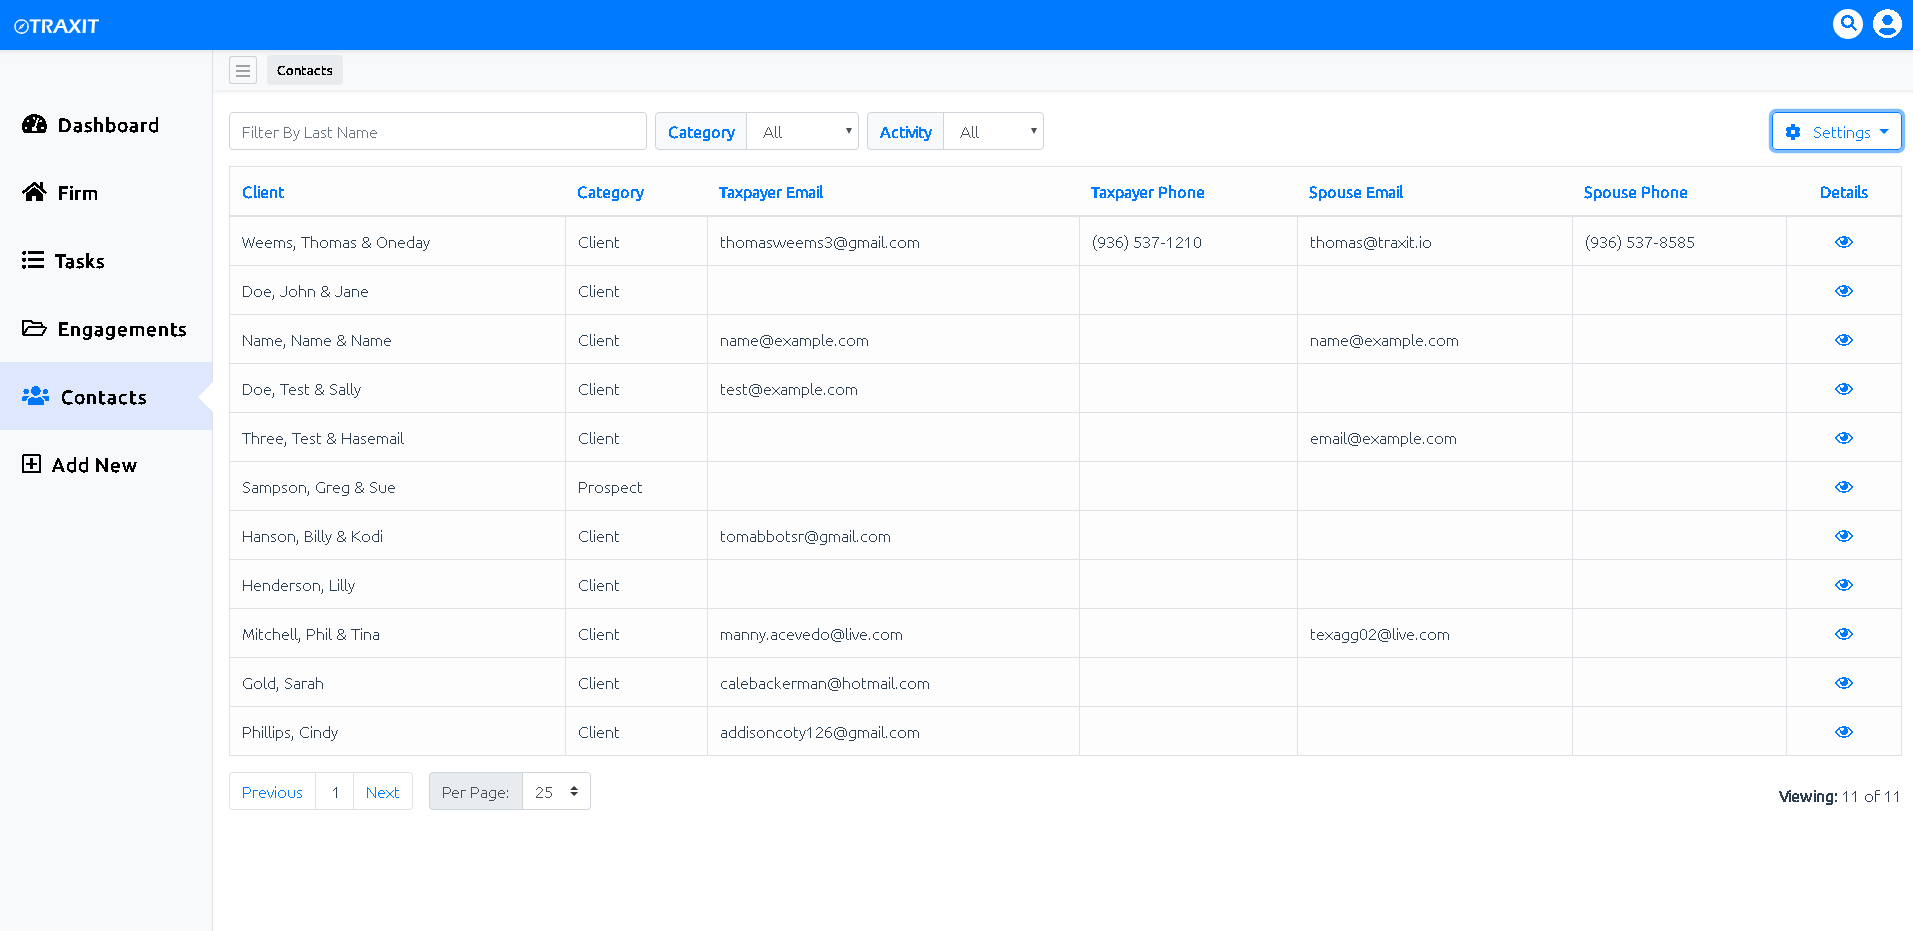 TRAXIT
Contacts
Dashboard
Firm
Tasks
Engagements
Contacts
Add New
Filter By Last Name Category All Activity All Settings
Client Category Taxpayer Email Taxpayer Phone Spouse Email Spouse Phone Details
Weems, Thomas & Oneday Client thomasweems3@gmail.com (936) 537-1210 thomas@traxit.io (936) 537-8585
Doe, John & Jane Client
Name, Name & Name Client name@example.com name@example.com
Doe, Test & Sally Client test@example.com
Three, Test & Hasemail Client email@example.com
Sampson, Greg & Sue Prospect
Hanson, Billy & Kodi Client tomabbotsr@gmail.com
Henderson, Lilly Client
Mitchell, Phil & Tina Client manny.acevedo@live.com texagg02@live.com
Gold, Sarah Client calebackerman@hotmail.com
Phillips, Cindy Client addisoncoty126@gmail.com
Previous 1 Next Per Page: 25 Viewing: 11 of 11